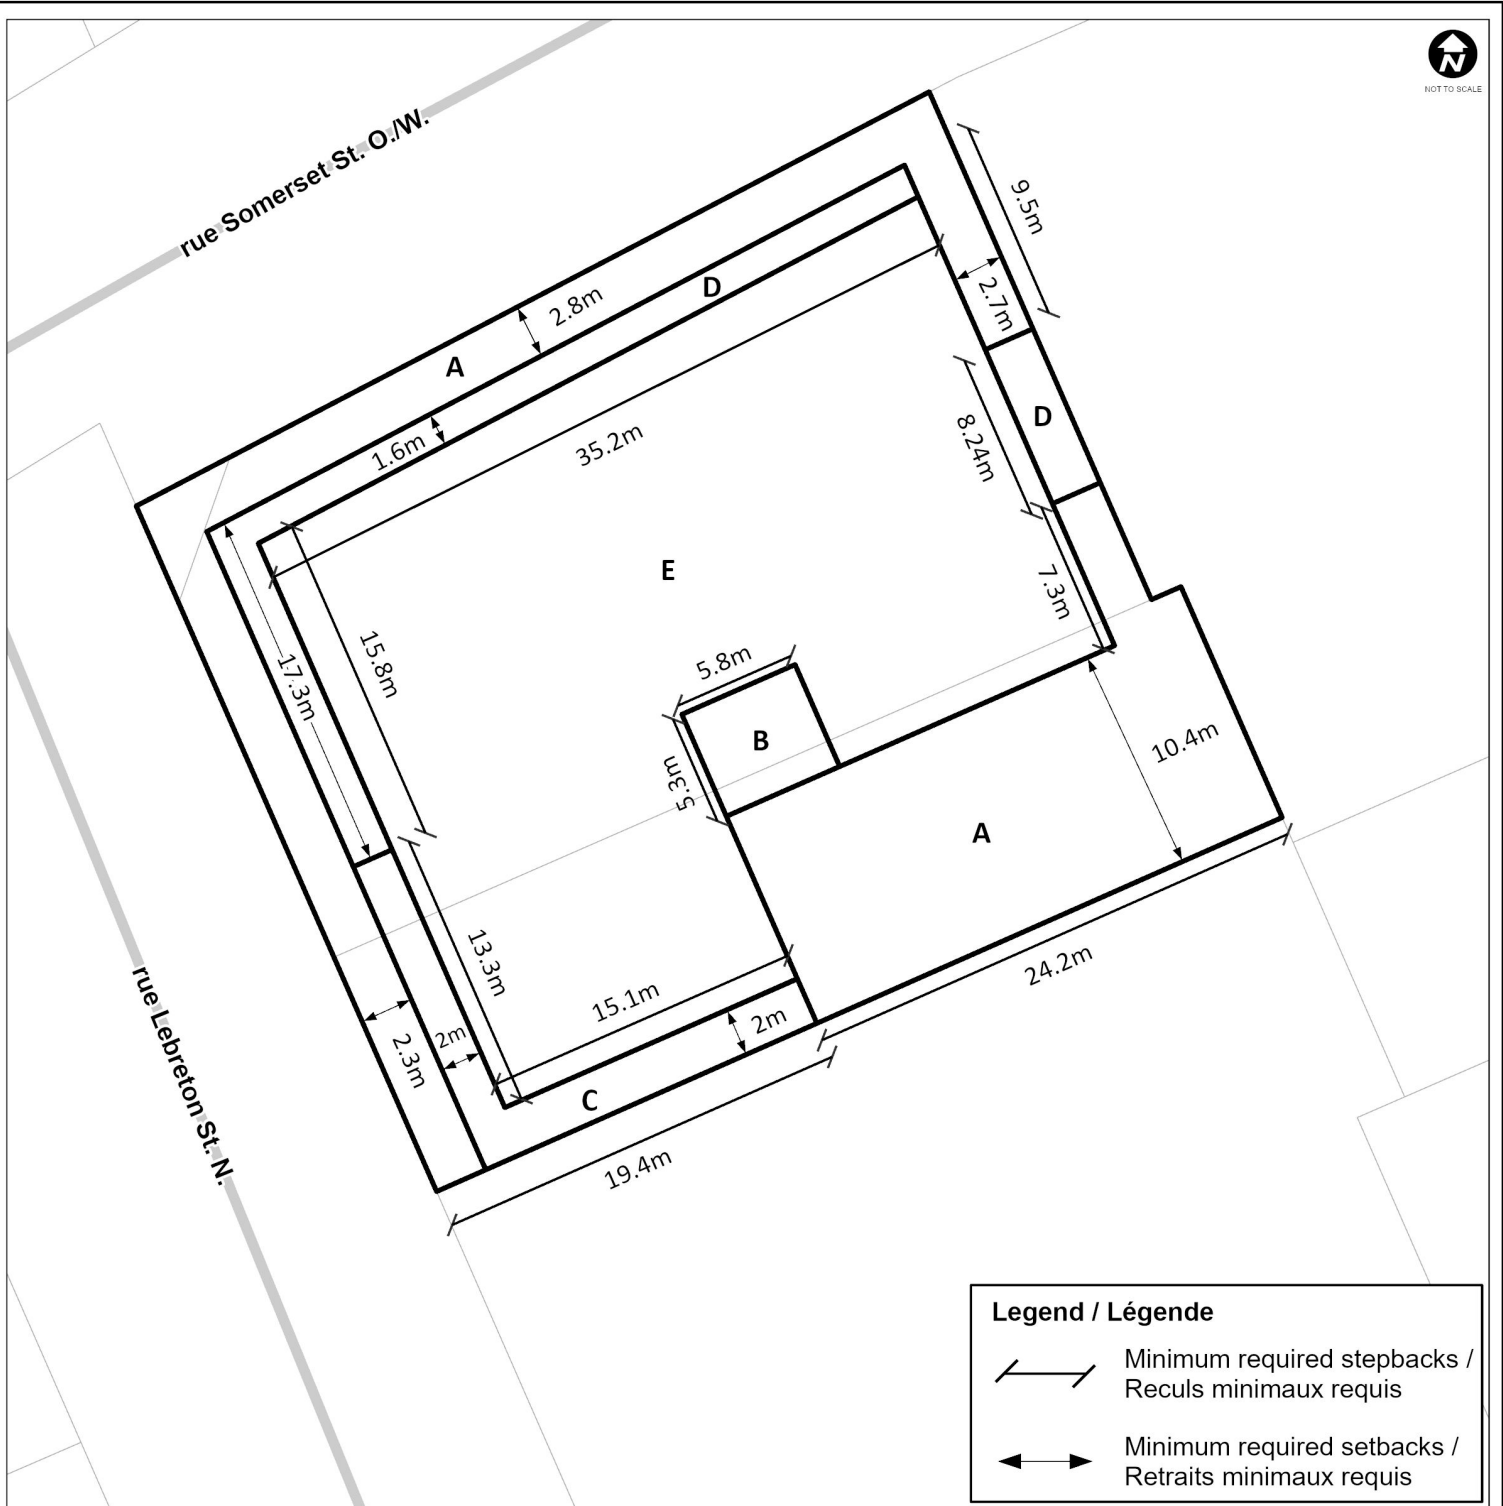 N
NOT TO SCALE
rue Somerset St. O./W.
9.5m
2.7m
2.8m
D
A
1.6m
35.2m
8.24m
D
E
7.3m
15.8m
17.3m
5.8m
B
5.3m
10.4m
A
13.3m
15.1m
24.2m
2m
2m
2.3m
C
19.4m
rue Lebreton St. N.
Legend / Légende
Minimum required stepbacks /
Reculs minimaux requis
Minimum required setbacks /
Retraits minimaux requis